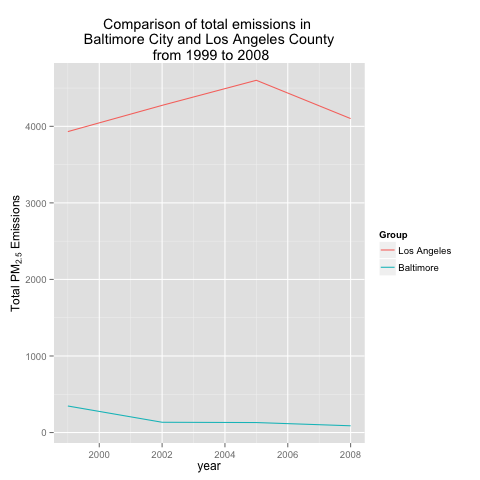 Comparison of total emissions in
Baltimore City and Los Angeles County
from 1999 to 2008
Total PM2.5 Emissions
4000
3000
2000
1000
0
2000 2002 2004 2006 2008
year
Group
Los Angeles
Baltimore